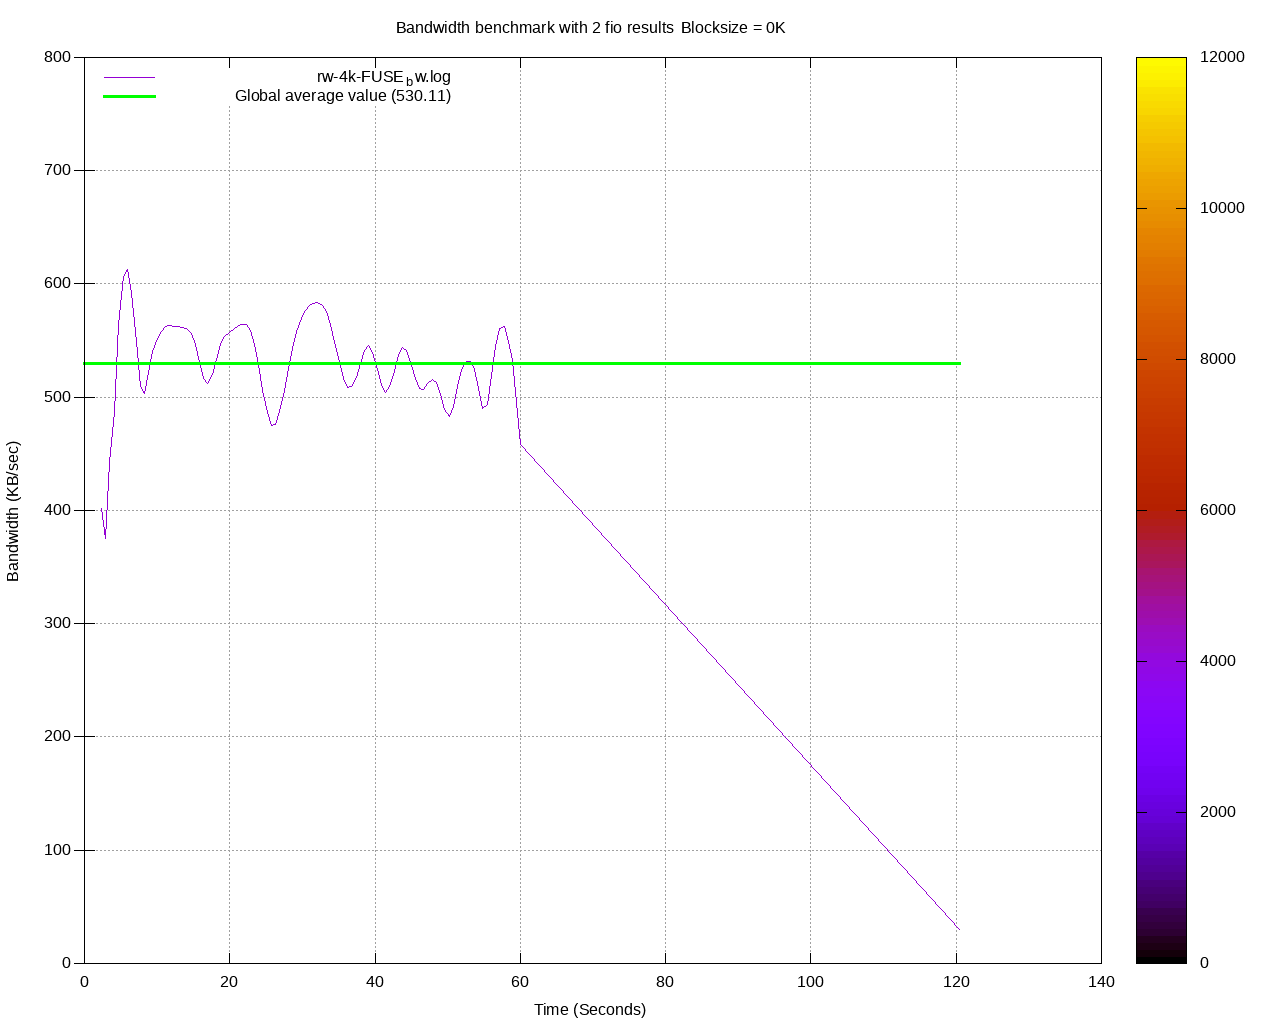 Bandwidth benchmark with 2 fio results Blocksize = 0K
rw-4k-FUSE_bw.log
Global average value (530.11)
800
700
600
500
400
300
200
100
0
Bandwidth (KB/sec)
0 20 40 60 80 100 120 140
Time (Seconds)
12000
10000
8000
6000
4000
2000
0